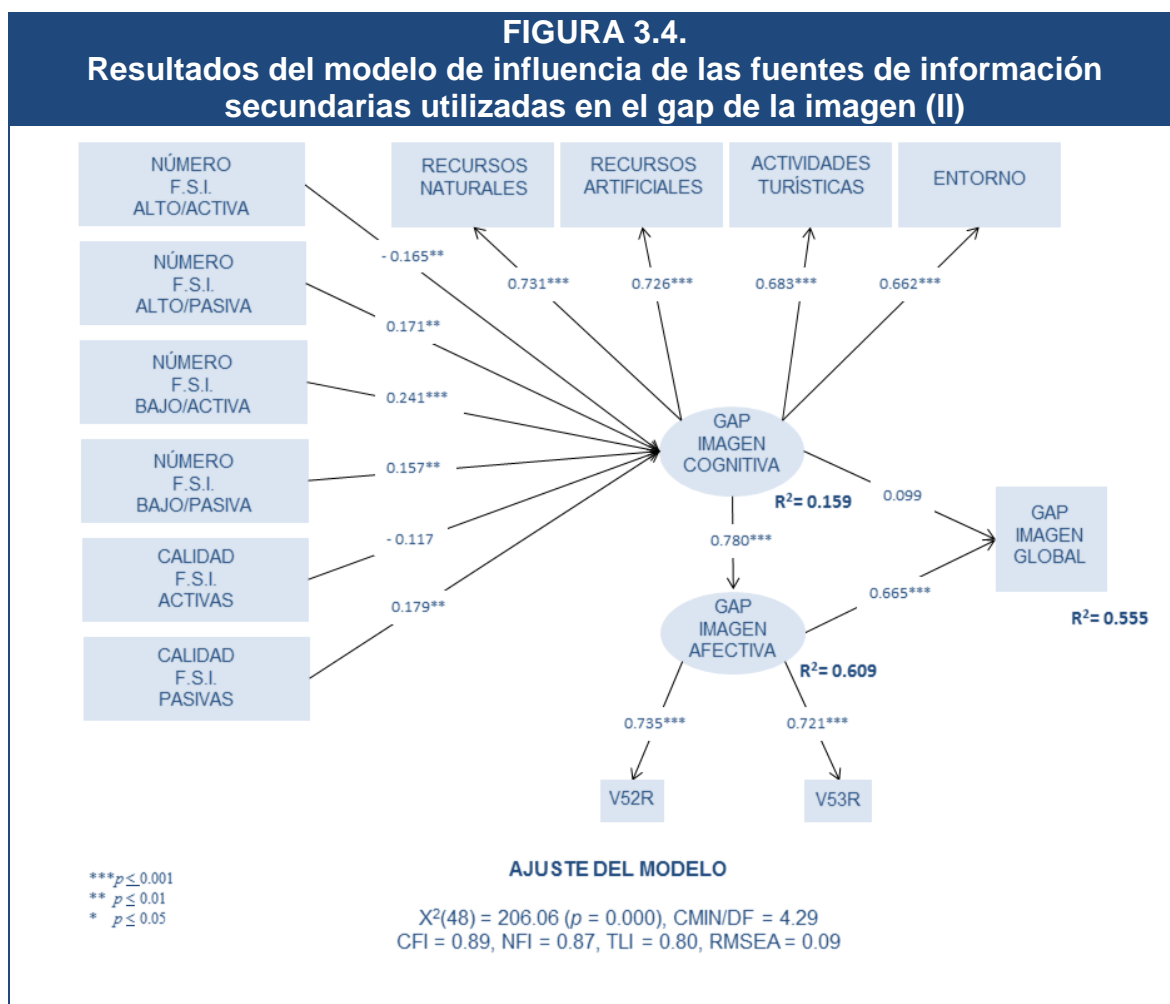 FIGURA 3.4.
Resultados del modelo de influencia de las fuentes de información
secundarias utilizadas en el gap de la imagen (II)
NÚMERO
F.S.I.
ALTO/ACTIVA
NÚMERO
F.S.I.
ALTO/PASIVA
NÚMERO
F.S.I.
BAJO/ACTIVA
NÚMERO
F.S.I.
BAJO/PASIVA
CALIDAD
F.S.I.
ACTIVAS
CALIDAD
F.S.I.
PASIVAS
RECURSOS
NATURALES
RECURSOS
ARTIFICIALES
ACTIVIDADES
TURÍSTICAS
ENTORNO
- 0.165**
0.171**
0.241***
0.157**
- 0.117
0.179**
0.731***
0.726***
0.683***
0.662***
GAP
IMAGEN
COGNITIVA
R²= 0.159
0.099
0.780***
GAP
IMAGEN
GLOBAL
R²= 0.555
0.665***
GAP
IMAGEN
AFECTIVA
R²= 0.609
0.735***
0.721***
V52R
V53R
***p ≤ 0.001
** p ≤ 0.01
* p ≤ 0.05
AJUSTE DEL MODELO
X²(48) = 206.06 (p = 0.000), CMIN/DF = 4.29
CFI = 0.89, NFI = 0.87, TLI = 0.80, RMSEA = 0.09